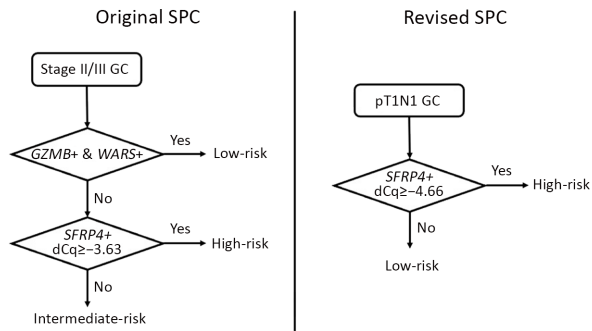 Original SPC
Stage II/III GC
GZMB+ & WARS+
Yes
Low-risk
No
SFRP4+
dCq≥−3.63
Yes
High-risk
No
Intermediate-risk
Revised SPC
pT1N1 GC
SFRP4+
dCq≥−4.66
Yes
High-risk
No
Low-risk